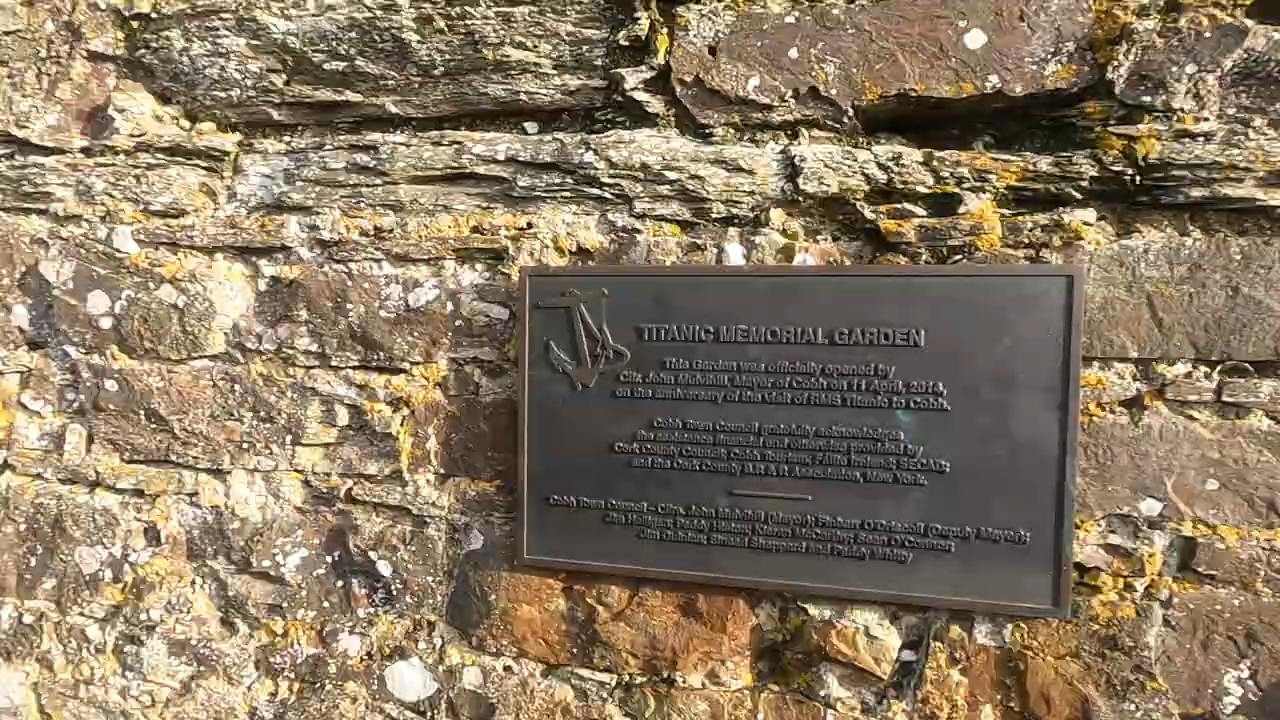 TITANIC MEMORIAL GARDEN
This Garden was officially opened by
Cllr. John Mulvihill, Mayor of Cobh on 11 April, 2014,
on the anniversary of the visit of RMS Titanic to Cobh.
Cobh Town Council gratefully acknowledges
the assistance financial and otherwise provided by
Cork County Council; Cobh Tourism; Fáilte Ireland; SECAD;
and the Cork County Association, New York.
Cobh Town Council – Cllrs. John Mulvihill (Mayor); Finbarr O'Driscoll (Deputy Mayor);
Jim Halligan; Paddy Kieran McCarthy; Sean O'Connor;
Jim Quinlan; Sinead Sheppard and Paddy Whitty